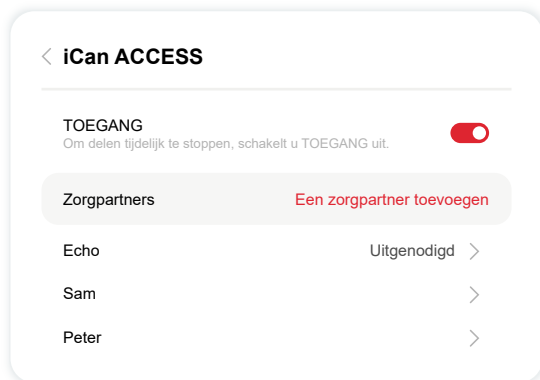 iCan ACCESS
TOEGANG
Om delen tijdelijk te stoppen, schakelt u TOEGANG uit.
Zorgpartners Een zorgpartner toevoegen
Echo Uitgenodigd
Sam
Peter